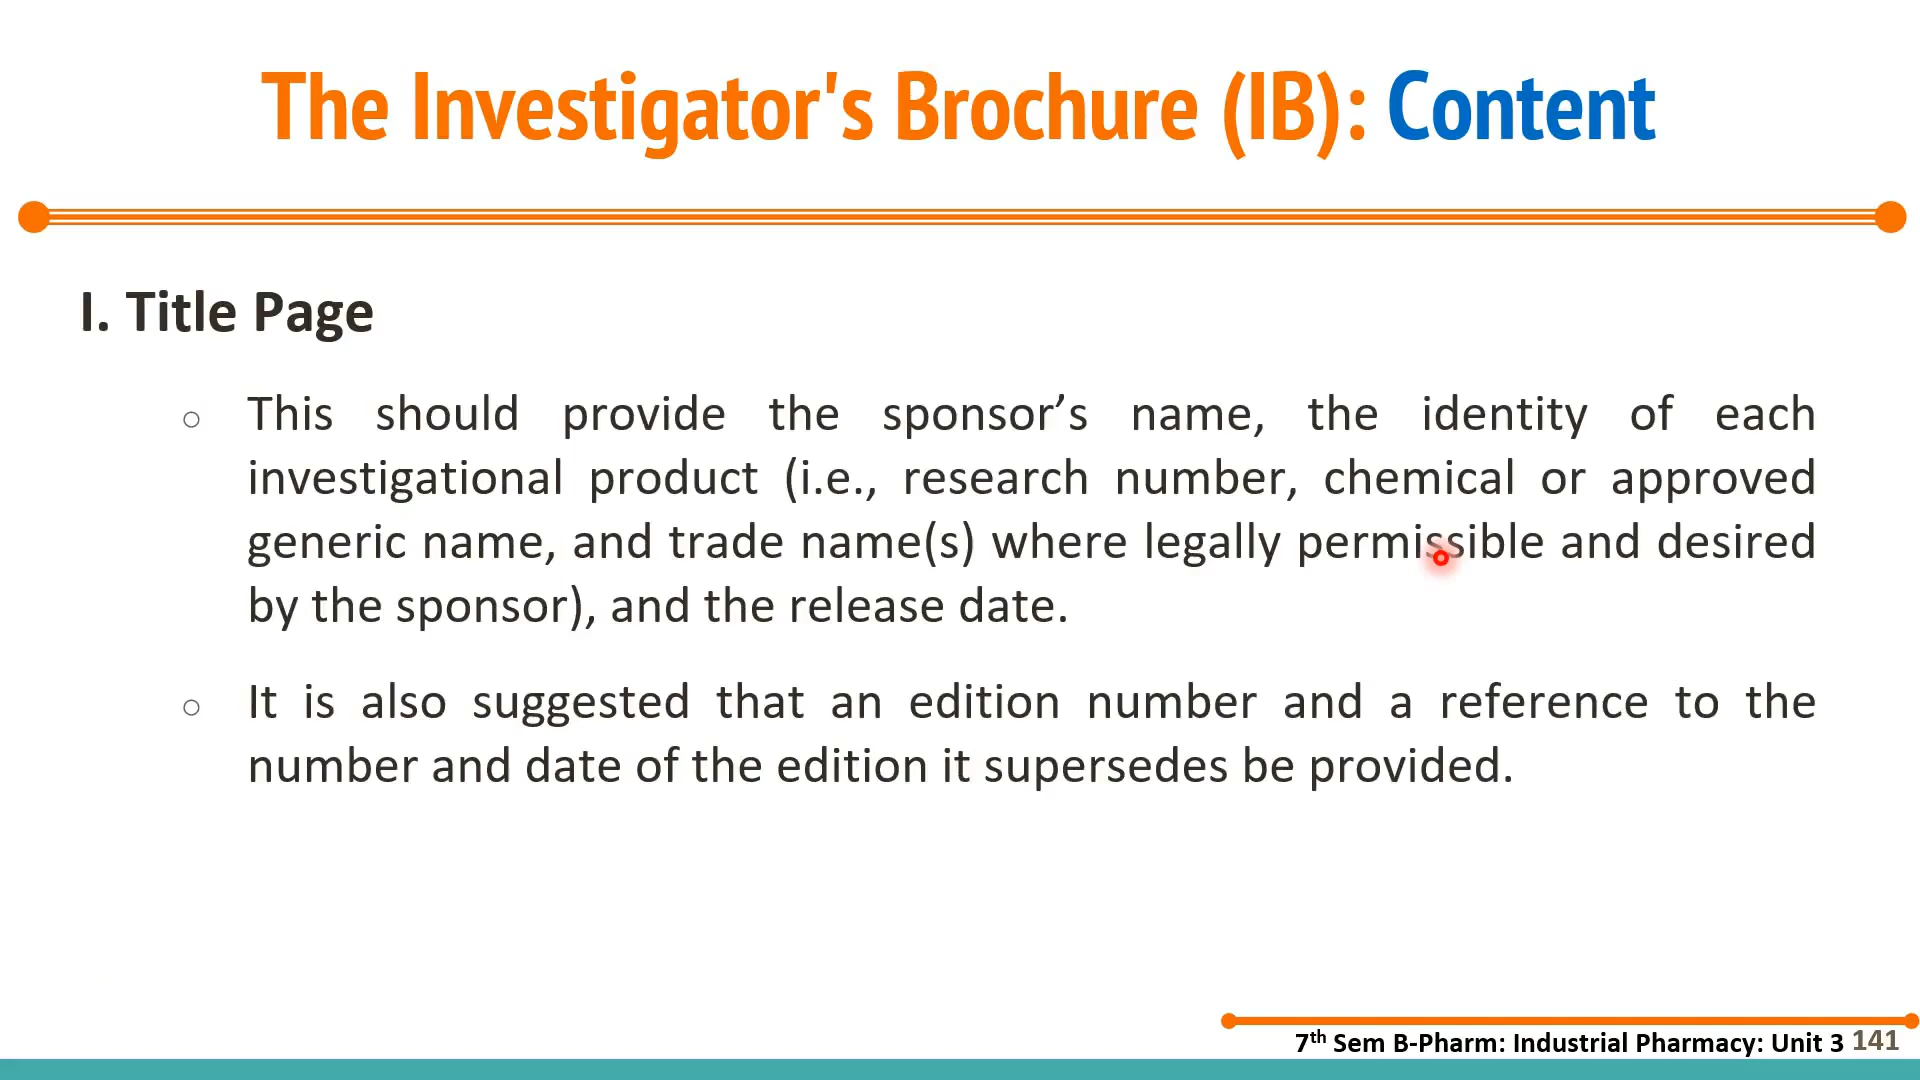 The Investigator's Brochure (IB): Content
I. Title Page
This should provide the sponsor’s name, the identity of each
investigational product (i.e., research number, chemical or approved
generic name, and trade name(s) where legally permissible and desired
by the sponsor), and the release date.
It is also suggested that an edition number and a reference to the
number and date of the edition it supersedes be provided.
7th Sem B-Pharm: Industrial Pharmacy: Unit 3 141